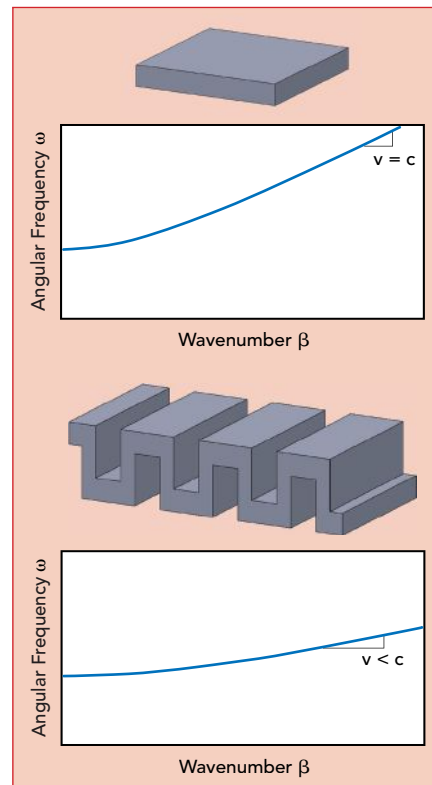 Angular Frequency ω
v = c
Wavenumber β
Angular Frequency ω
v < c
Wavenumber β